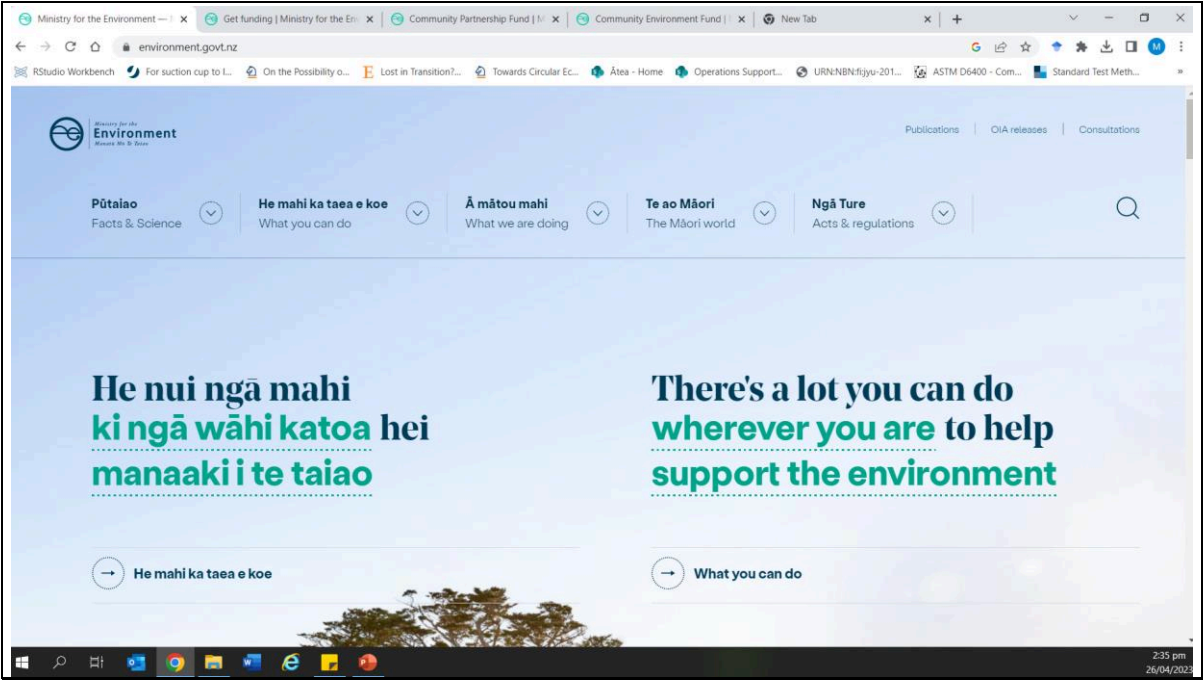 Ministry for the Environment —
Get funding | Ministry for the En
Community Partnership Fund | M
Community Environment Fund |
New Tab
environment.govt.nz
RStudio Workbench
For suction cup to l...
On the Possibility o...
Lost in Transition?...
Towards Circular Ec...
Ātea - Home
Operations Support...
URN:NBN:fi:jyu-201...
ASTM D6400 - Com...
Standard Test Meth...
Ministry for the
Environment
Manatū Mō Te Taiao
Publications
OIA releases
Consultations
Pūtaiao
Facts & Science
He mahi ka taea e koe
What you can do
Ā mātou mahi
What we are doing
Te ao Māori
The Māori world
Ngā Ture
Acts & regulations
He nui ngā mahi
ki ngā wāhi katoa hei
manaaki i te taiao
He mahi ka taea e koe
There's a lot you can do
wherever you are to help
support the environment
What you can do
2:35 pm
26/04/2023